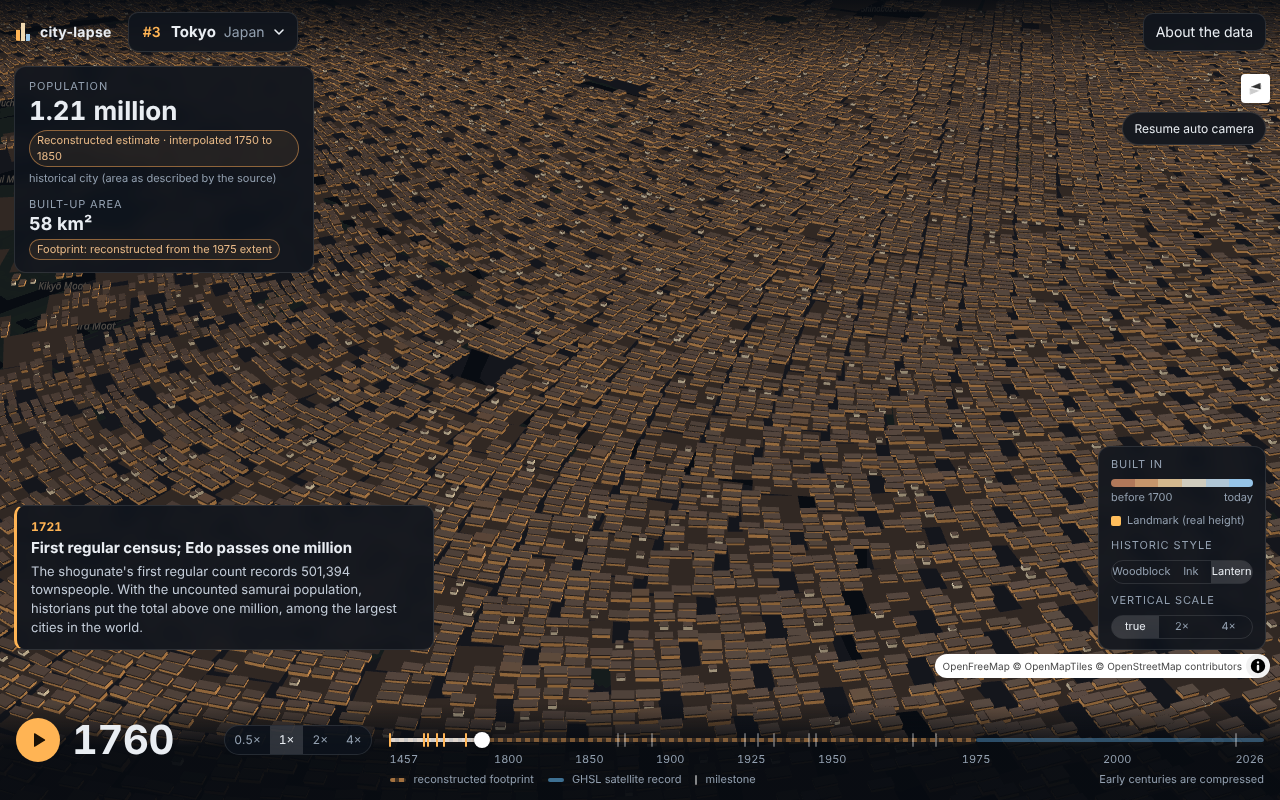 city-lapse
#3 Tokyo Japan
About the data
POPULATION
1.21 million
Reconstructed estimate · interpolated 1750 to
1850
historical city (area as described by the source)
BUILT-UP AREA
58 km²
Footprint: reconstructed from the 1975 extent
Resume auto camera
Kikyō Moat
Moat
1721
First regular census; Edo passes one million
The shogunate's first regular count records 501,394
townspeople. With the uncounted samurai population,
historians put the total above one million, among the largest
cities in the world.
BUILT IN
before 1700 today
Landmark (real height)
HISTORIC STYLE
Woodblock Ink Lantern
VERTICAL SCALE
true 2× 4×
OpenFreeMap © OpenMapTiles © OpenStreetMap contributors
1760
0.5× 1× 2× 4×
1457 1800 1850 1900 1925 1950 1975 2000 2026
reconstructed footprint GHSL satellite record milestone
Early centuries are compressed